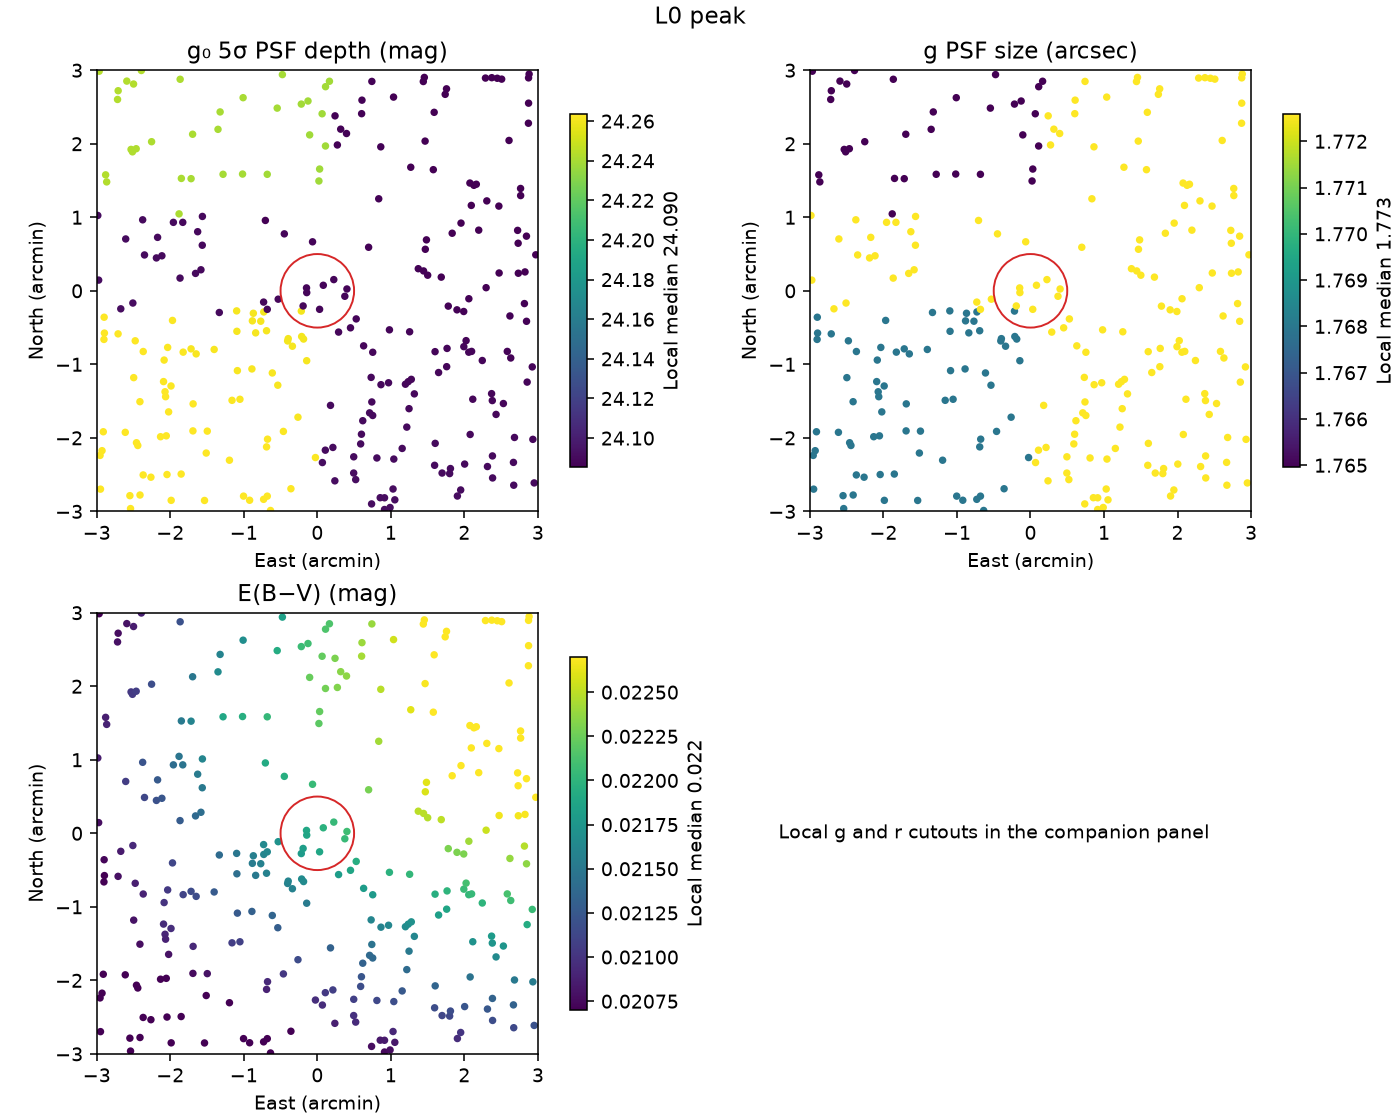 L0 peak
g₀ 5σ PSF depth (mag)
3
2
1
0
−1
−2
−3
−3 −2 −1 0 1 2 3
North (arcmin)
East (arcmin)
24.26
24.24
24.22
24.20
24.18
24.16
24.14
24.12
24.10
Local median 24.090
g PSF size (arcsec)
3
2
1
0
−1
−2
−3
−3 −2 −1 0 1 2 3
North (arcmin)
East (arcmin)
1.772
1.771
1.770
1.769
1.768
1.767
1.766
1.765
Local median 1.773
E(B−V) (mag)
3
2
1
0
−1
−2
−3
−3 −2 −1 0 1 2 3
North (arcmin)
East (arcmin)
0.02250
0.02225
0.02200
0.02175
0.02150
0.02125
0.02100
0.02075
Local median 0.022
Local g and r cutouts in the companion panel